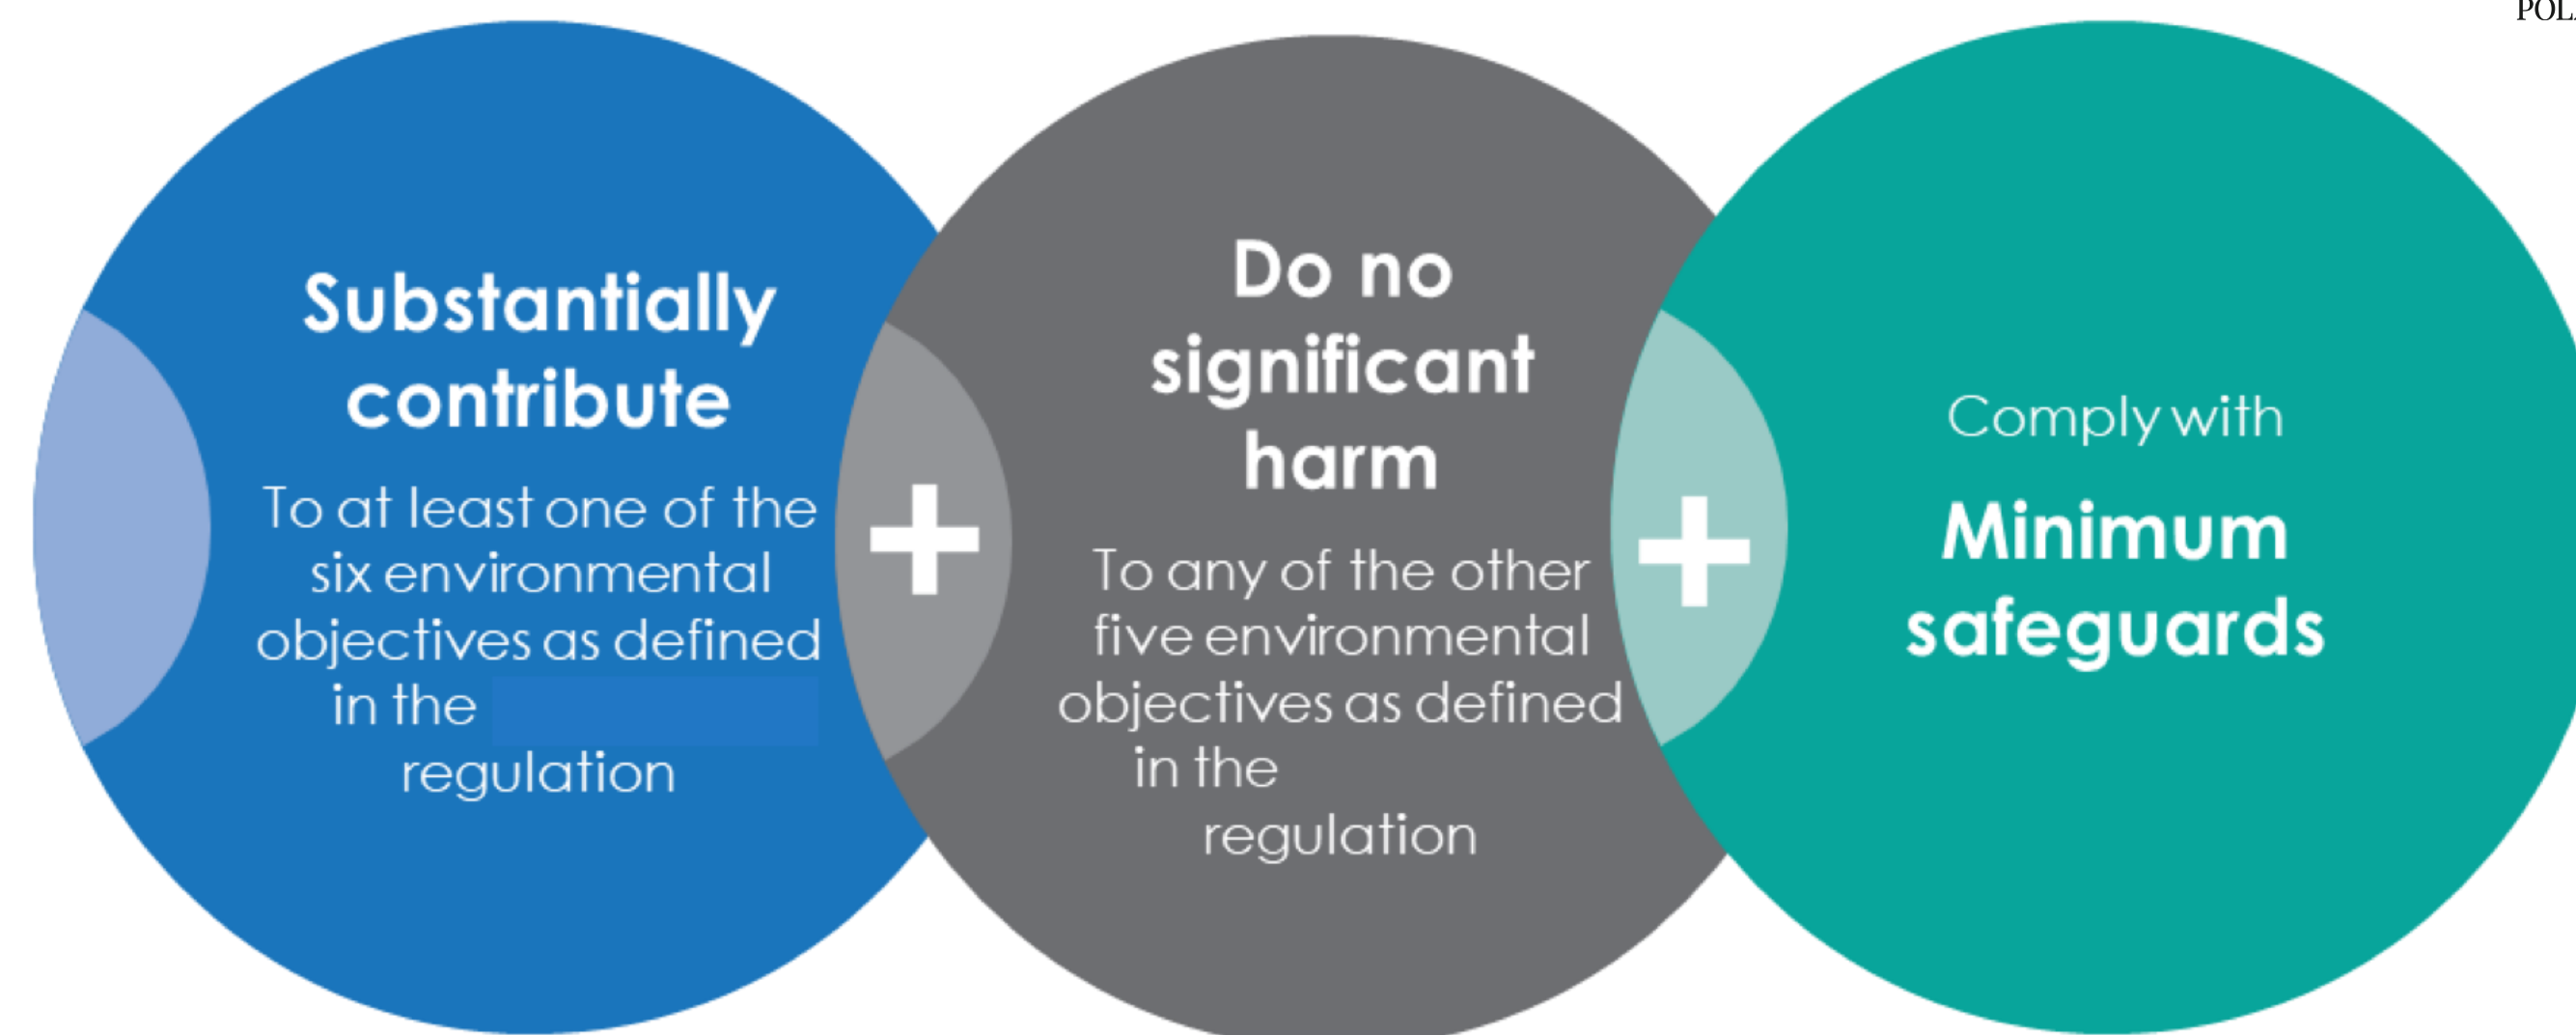 Substantially
contribute
To at least one of the
six environmental
objectives as defined
in the
regulation
+
Do no
significant
harm
To any of the other
five environmental
objectives as defined
in the
regulation
+
Comply with
Minimum
safeguards